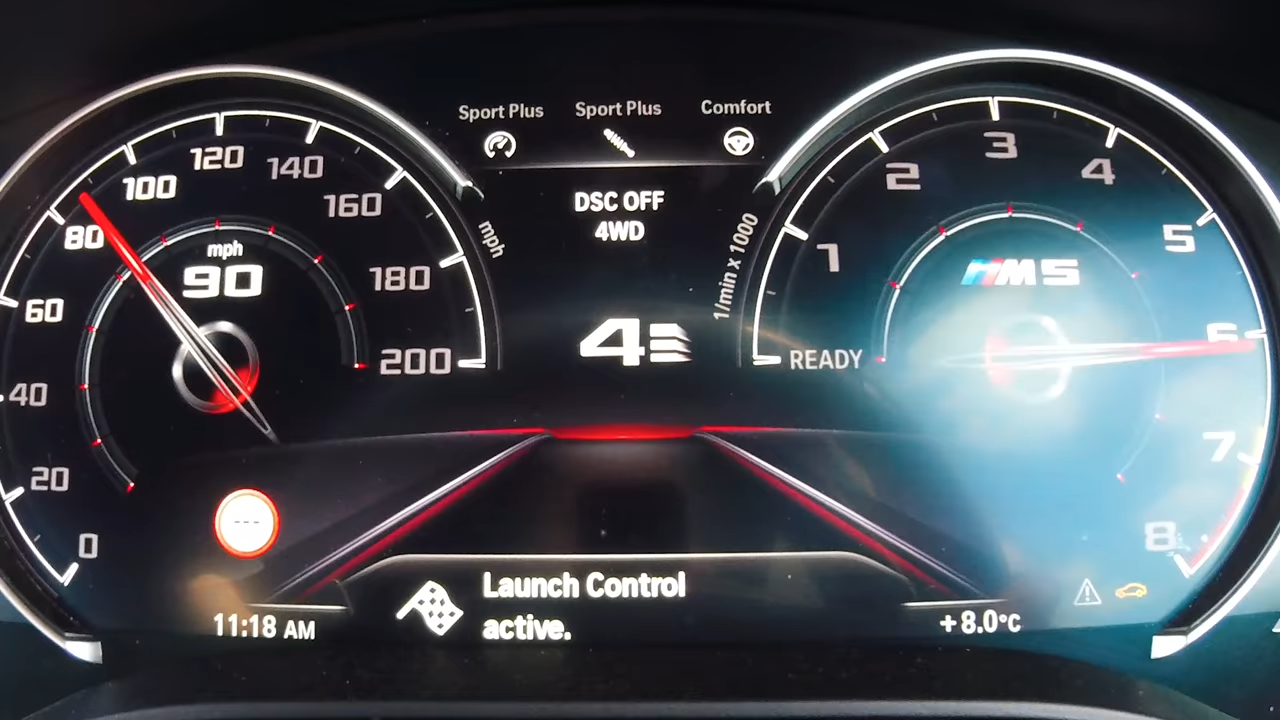 Sport Plus
Sport Plus
Comfort
DSC OFF
4WD
4
0
20
40
60
80
100
120
140
160
180
200
mph
mph
90
1/min x 1000
READY
1
2
3
4
5
6
7
8
M5
---
Launch Control
active.
11:18 AM
+8.0°C